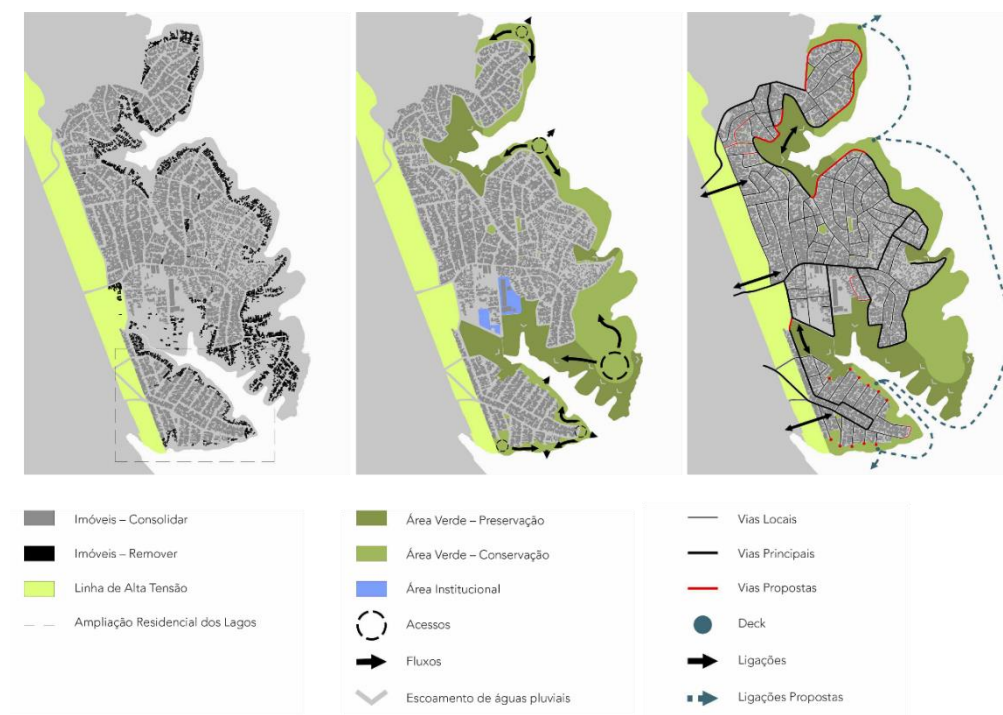 Imóveis – Consolidar
Imóveis – Remover
Linha de Alta Tensão
Ampliação Residencial dos Lagos
Área Verde – Preservação
Área Verde – Conservação
Área Institucional
Acessos
Fluxos
Escoamento de águas pluviais
Vias Locais
Vias Principais
Vias Propostas
Deck
Ligações
Ligações Propostas